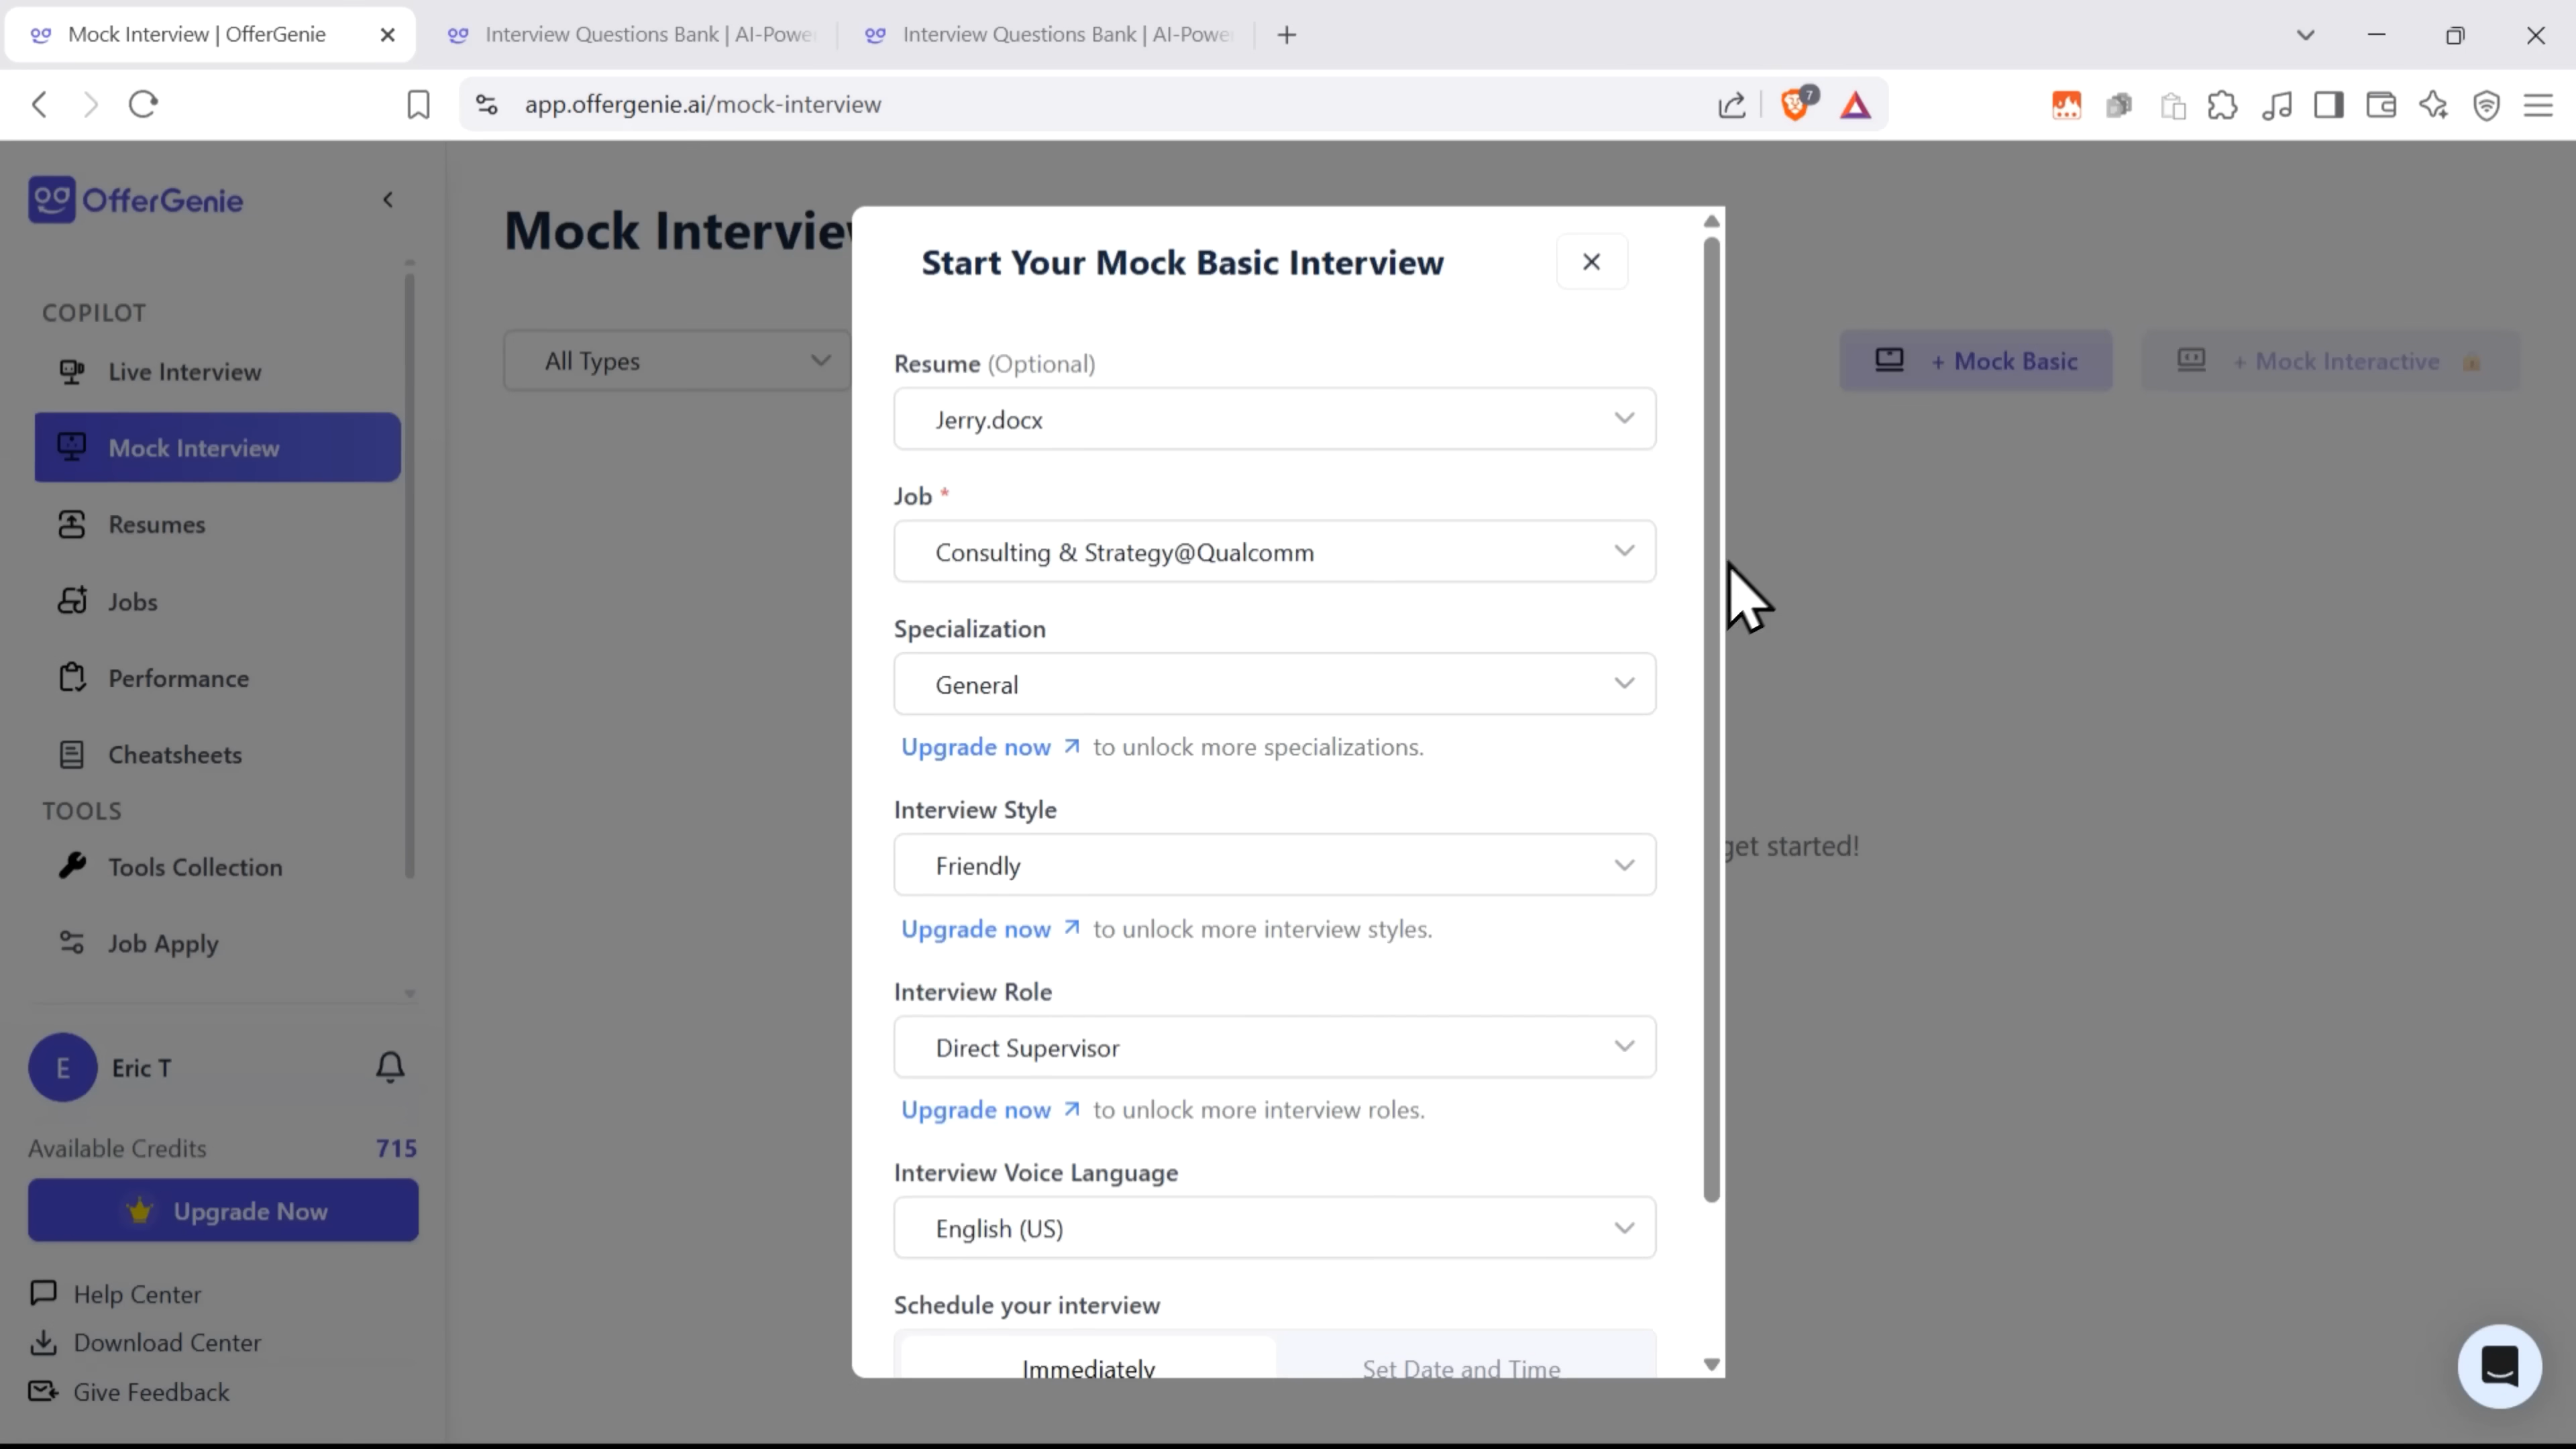 Mock Interview | OfferGenie
Interview Questions Bank | AI-Power
Interview Questions Bank | AI-Power
app.offergenie.ai/mock-interview
7
OfferGenie
COPILOT
Live Interview
Mock Interview
Resumes
Jobs
Performance
Cheatsheets
TOOLS
Tools Collection
Job Apply
E
Eric T
Available Credits 715
Upgrade Now
Help Center
Download Center
Give Feedback
Mock Intervie
All Types
+ Mock Basic
+ Mock Interactive
get started!
Start Your Mock Basic Interview
Resume (Optional)
Jerry.docx
Job *
Consulting & Strategy@Qualcomm
Specialization
General
Upgrade now to unlock more specializations.
Interview Style
Friendly
Upgrade now to unlock more interview styles.
Interview Role
Direct Supervisor
Upgrade now to unlock more interview roles.
Interview Voice Language
English (US)
Schedule your interview
Immediately
Set Date and Time